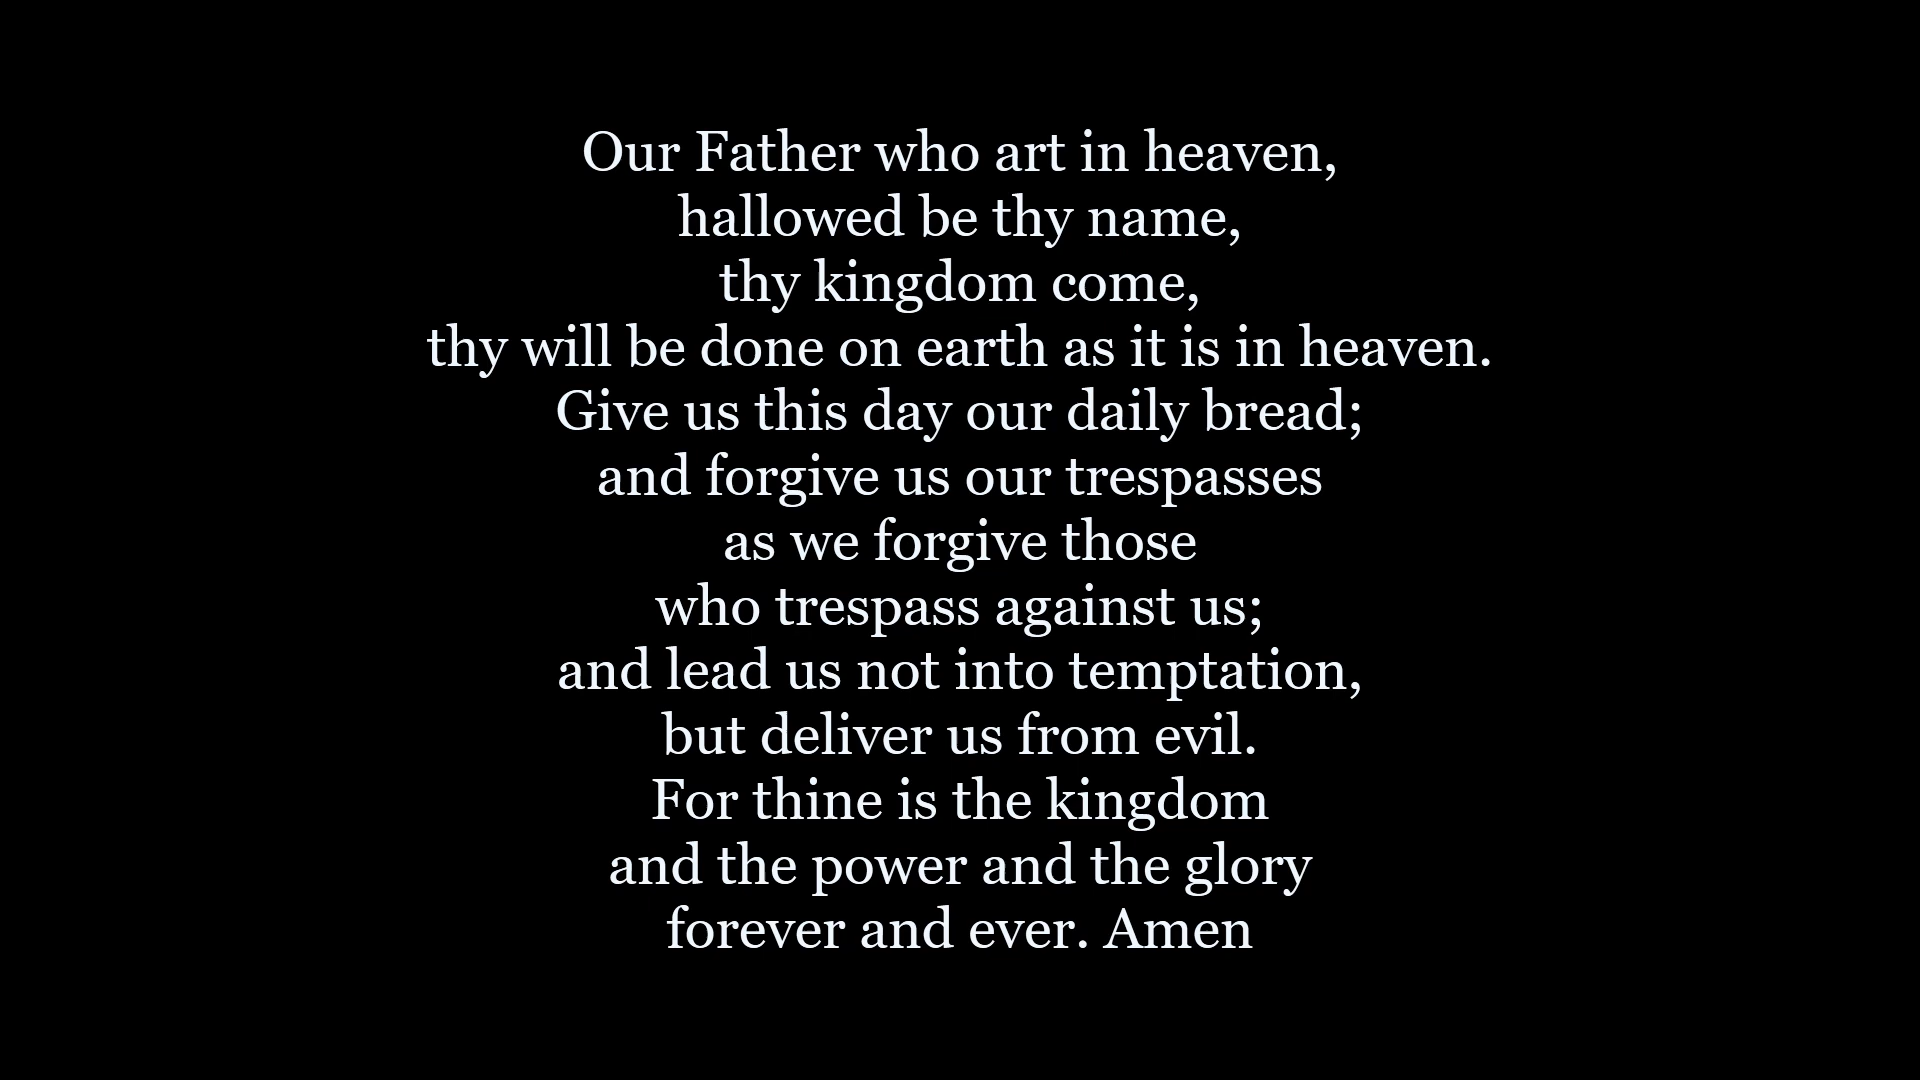 Our Father who art in heaven,
hallowed be thy name,
thy kingdom come,
thy will be done on earth as it is in heaven.
Give us this day our daily bread;
and forgive us our trespasses
as we forgive those
who trespass against us;
and lead us not into temptation,
but deliver us from evil.
For thine is the kingdom
and the power and the glory
forever and ever. Amen